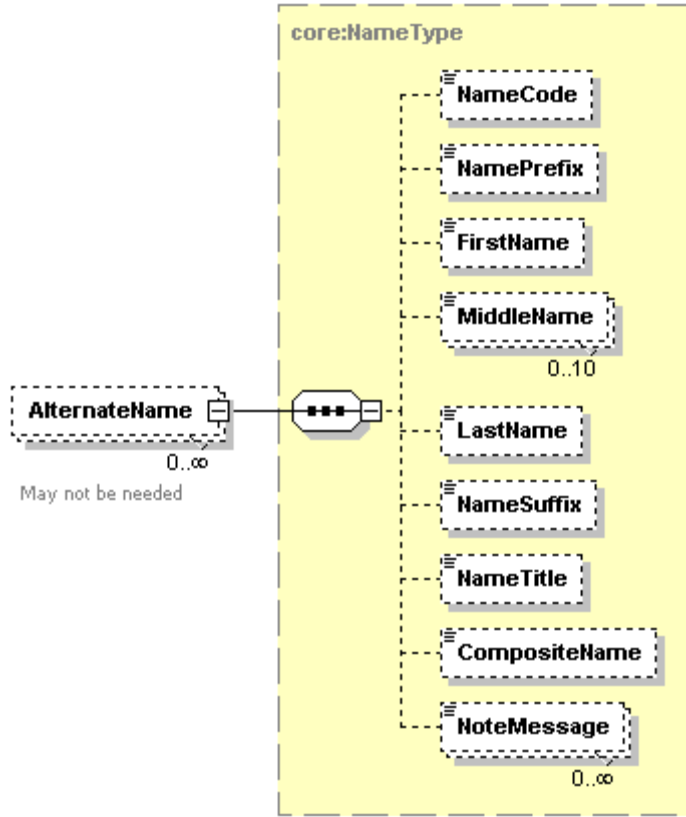 core:NameType
NameCode
NamePrefix
FirstName
MiddleName
0..10
AlternateName
0..∞
May not be needed
LastName
NameSuffix
NameTitle
CompositeName
NoteMessage
0..∞